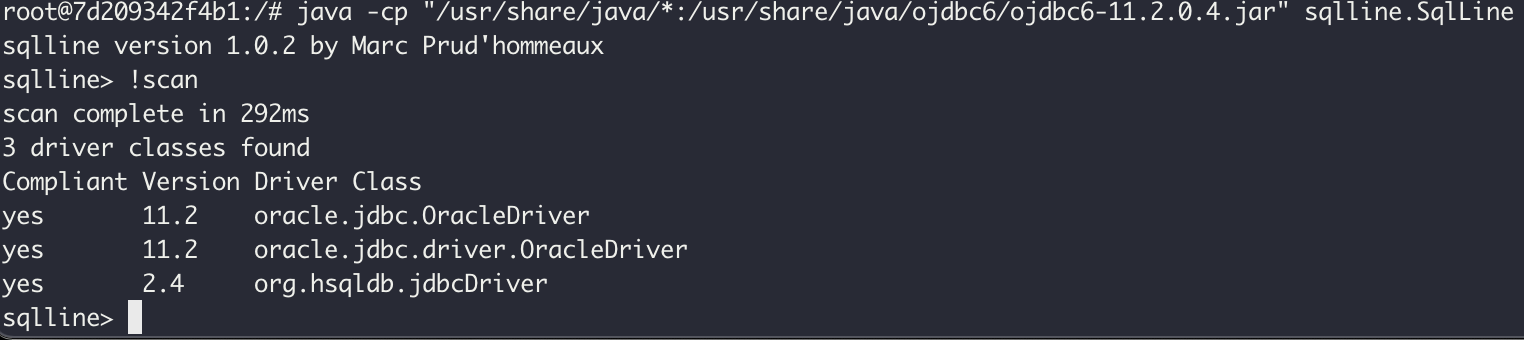 root@7d209342f4b1:/# java -cp "/usr/share/java/*:/usr/share/java/ojdbc6/ojdbc6-11.2.0.4.jar" sqlline.SqlLine
sqlline version 1.0.2 by Marc Prud'hommeaux
sqlline> !scan
scan complete in 292ms
3 driver classes found
Compliant Version Driver Class
yes       11.2    oracle.jdbc.OracleDriver
yes       11.2    oracle.jdbc.driver.OracleDriver
yes       2.4     org.hsqldb.jdbcDriver
sqlline>